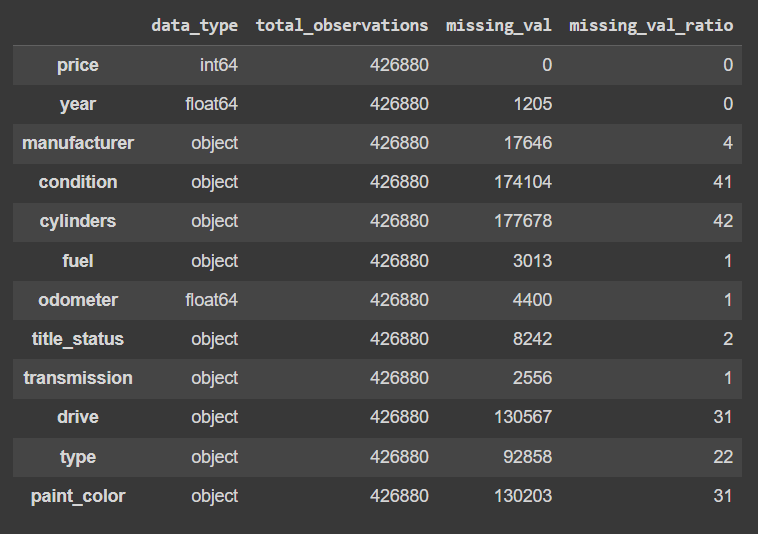 data_type total_observations missing_val missing_val_ratio
price int64 426880 0 0
year float64 426880 1205 0
manufacturer object 426880 17646 4
condition object 426880 174104 41
cylinders object 426880 177678 42
fuel object 426880 3013 1
odometer float64 426880 4400 1
title_status object 426880 8242 2
transmission object 426880 2556 1
drive object 426880 130567 31
type object 426880 92858 22
paint_color object 426880 130203 31